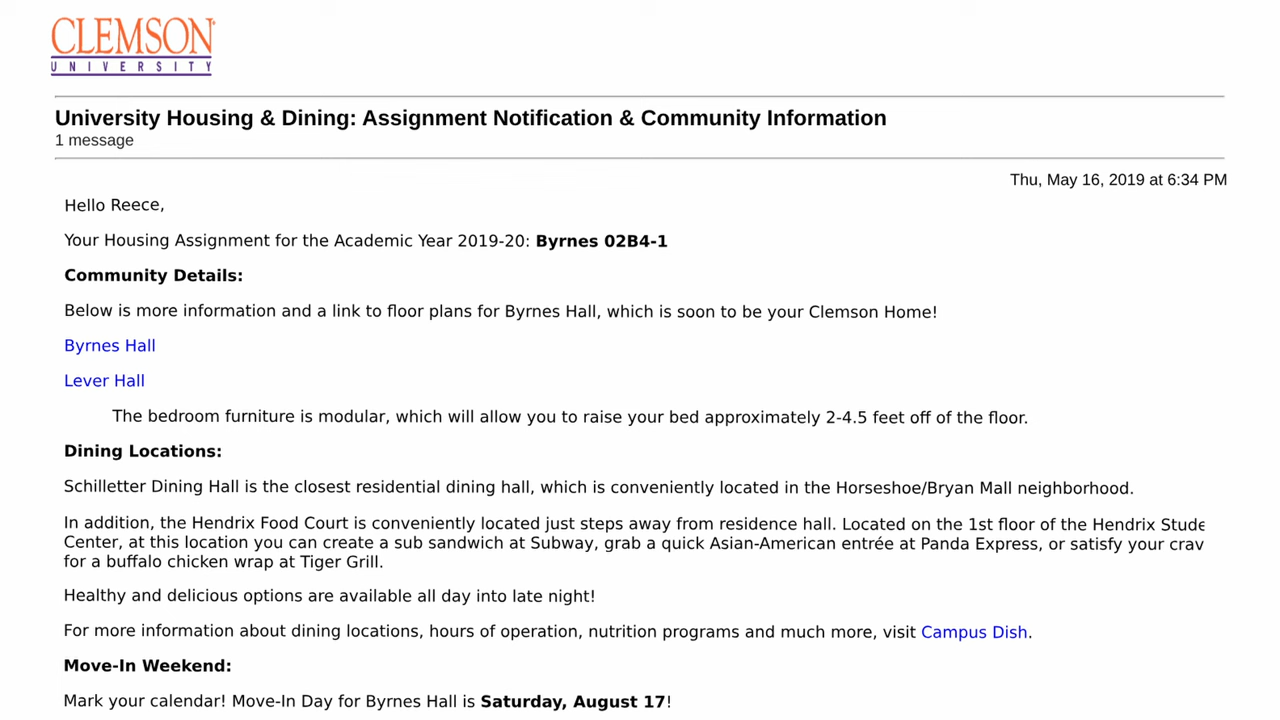 CLEMSON
UNIVERSITY
University Housing & Dining: Assignment Notification & Community Information
1 message
Thu, May 16, 2019 at 6:34 PM
Hello Reece,
Your Housing Assignment for the Academic Year 2019-20: Byrnes 02B4-1
Community Details:
Below is more information and a link to floor plans for Byrnes Hall, which is soon to be your Clemson Home!
Byrnes Hall
Lever Hall
The bedroom furniture is modular, which will allow you to raise your bed approximately 2-4.5 feet off of the floor.
Dining Locations:
Schilletter Dining Hall is the closest residential dining hall, which is conveniently located in the Horseshoe/Bryan Mall neighborhood.
In addition, the Hendrix Food Court is conveniently located just steps away from residence hall. Located on the 1st floor of the Hendrix Stude
Center, at this location you can create a sub sandwich at Subway, grab a quick Asian-American entrée at Panda Express, or satisfy your crav
for a buffalo chicken wrap at Tiger Grill.
Healthy and delicious options are available all day into late night!
For more information about dining locations, hours of operation, nutrition programs and much more, visit Campus Dish.
Move-In Weekend:
Mark your calendar! Move-In Day for Byrnes Hall is Saturday, August 17!